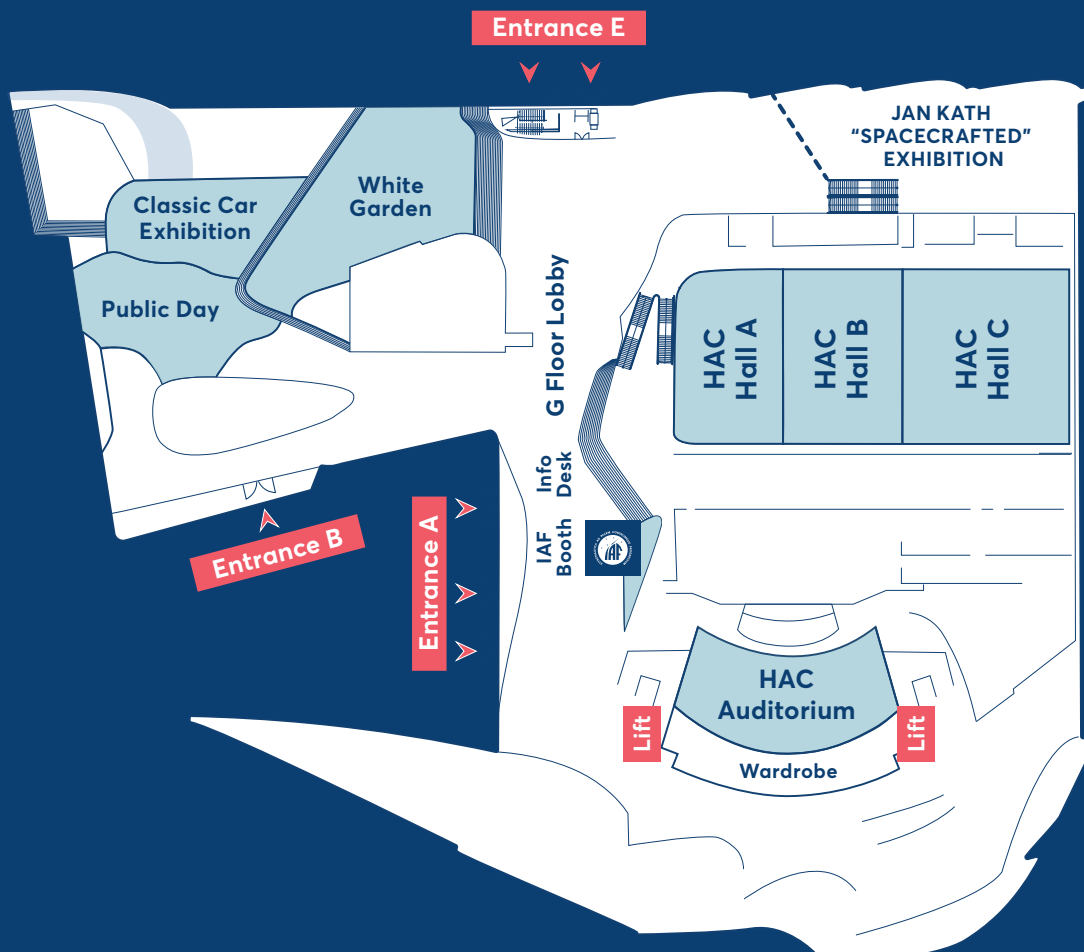 Entrance E
JAN KATH
“SPACECRAFTED”
EXHIBITION
White
Garden
Classic Car
Exhibition
Public Day
G Floor Lobby
HAC
Hall A
HAC
Hall B
HAC
Hall C
Info
Desk
IAF
Booth
IAF
Entrance B
Entrance A
HAC
Auditorium
Lift
Lift
Wardrobe